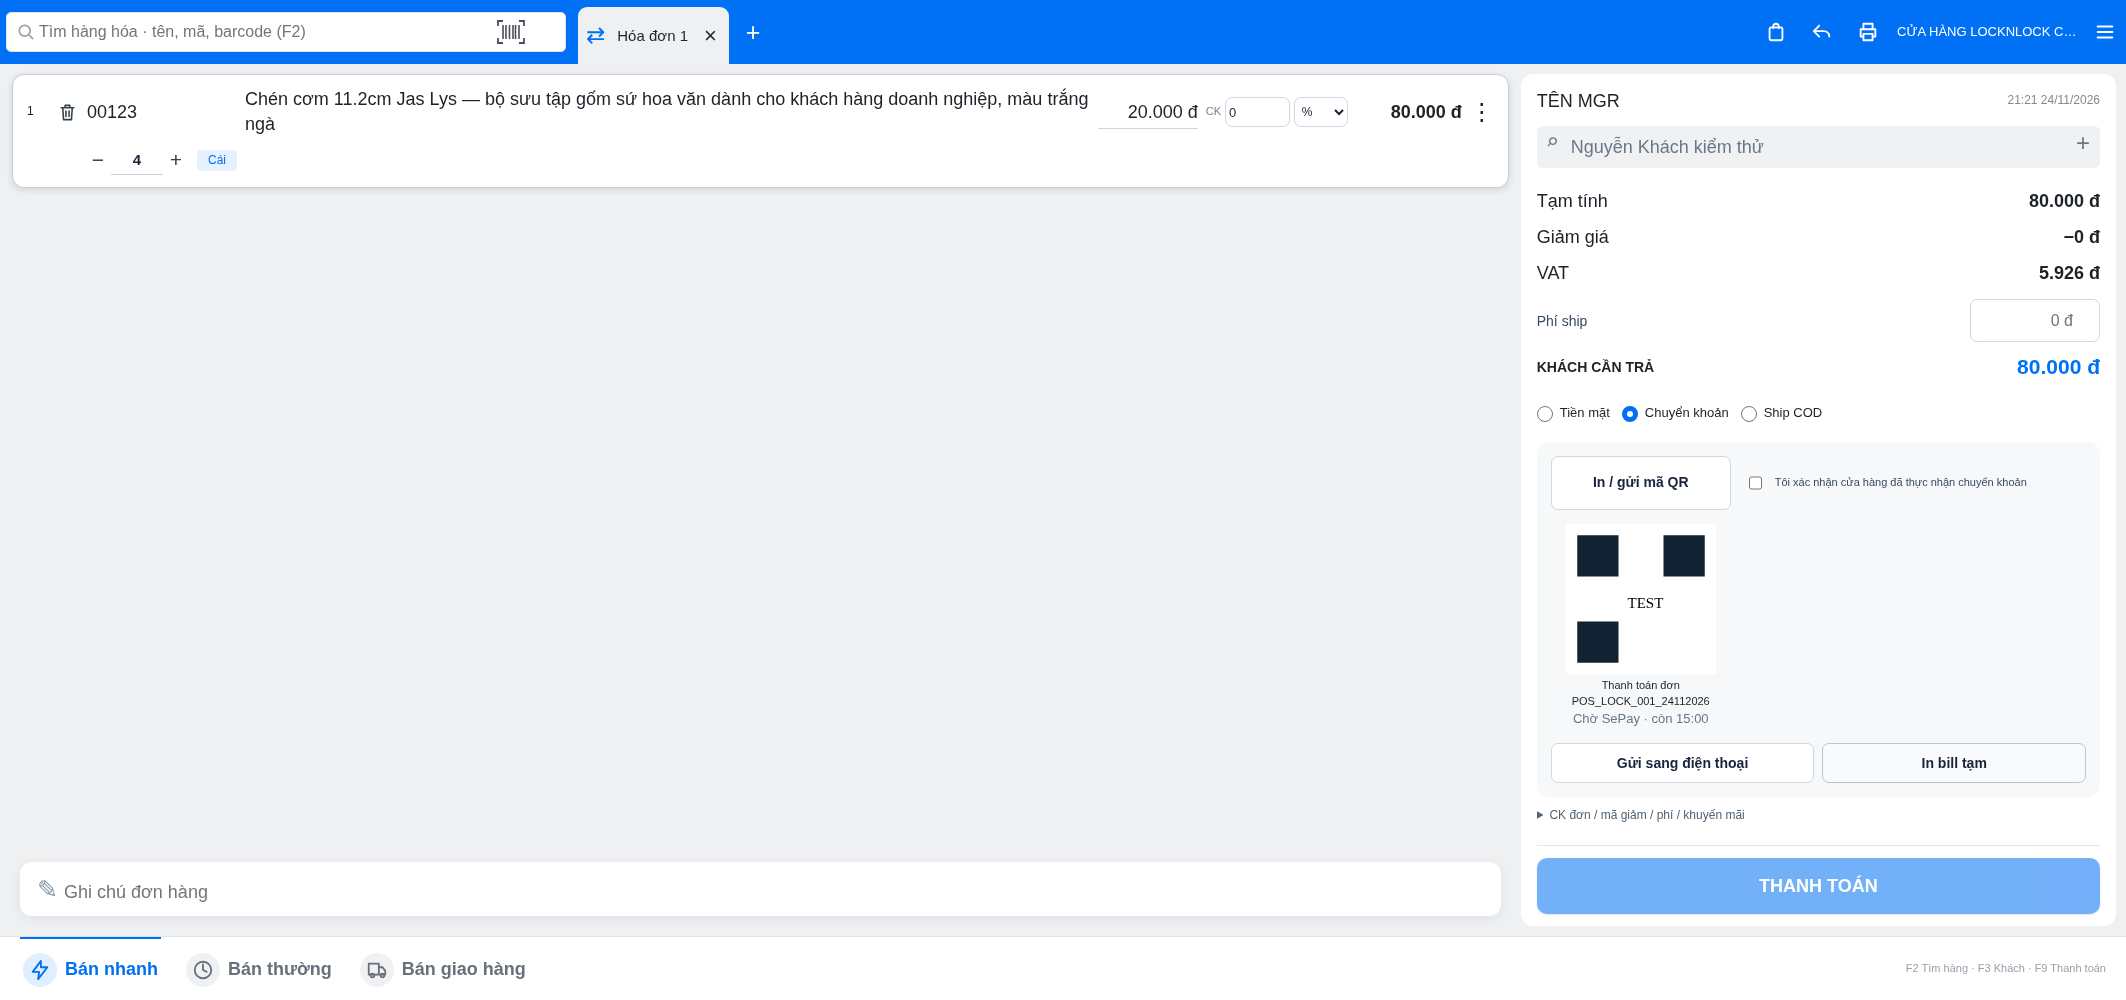 Tìm hàng hóa · tên, mã, barcode (F2)
Hóa đơn 1
CỬA HÀNG LOCKNLOCK C...
1
00123
Chén cơm 11.2cm Jas Lys — bộ sưu tập gốm sứ hoa văn dành cho khách hàng doanh nghiệp, màu trắng
ngà
20.000 đ
CK
0
%
80.000 đ
4
Cái
Ghi chú đơn hàng
TÊN MGR
21:21 24/11/2026
Nguyễn Khách kiểm thử
Tạm tính
80.000 đ
Giảm giá
−0 đ
VAT
5.926 đ
Phí ship
0 đ
KHÁCH CẦN TRẢ
80.000 đ
Tiền mặt
Chuyển khoản
Ship COD
In / gửi mã QR
Tôi xác nhận cửa hàng đã thực nhận chuyển khoản
TEST
Thanh toán đơn
POS_LOCK_001_24112026
Chờ SePay · còn 15:00
Gửi sang điện thoại
In bill tạm
CK đơn / mã giảm / phí / khuyến mãi
THANH TOÁN
Bán nhanh
Bán thường
Bán giao hàng
F2 Tìm hàng · F3 Khách · F9 Thanh toán